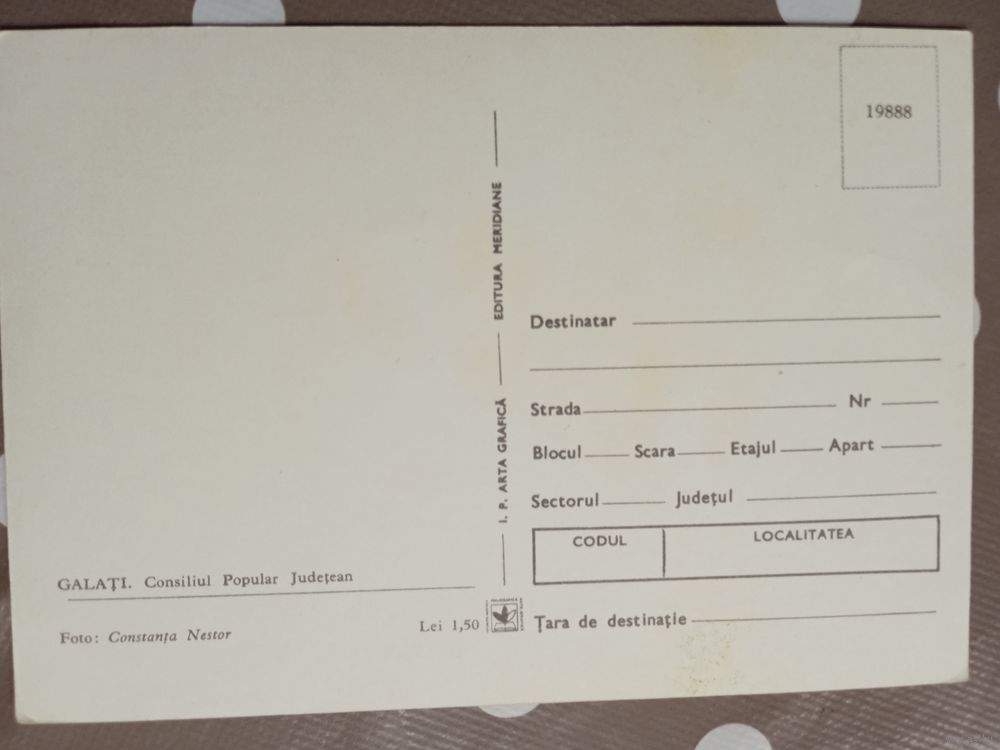 19888
I. P. ARTA GRAFICĂ EDITURA MERIDIANE
Destinatar
Strada Nr
Blocul Scara Etajul Apart
Sectorul Județul
CODUL LOCALITATEA
Țara de destinație
GALAȚI. Consiliul Popular Județean
Foto: Constanța Nestor
Lei 1,50